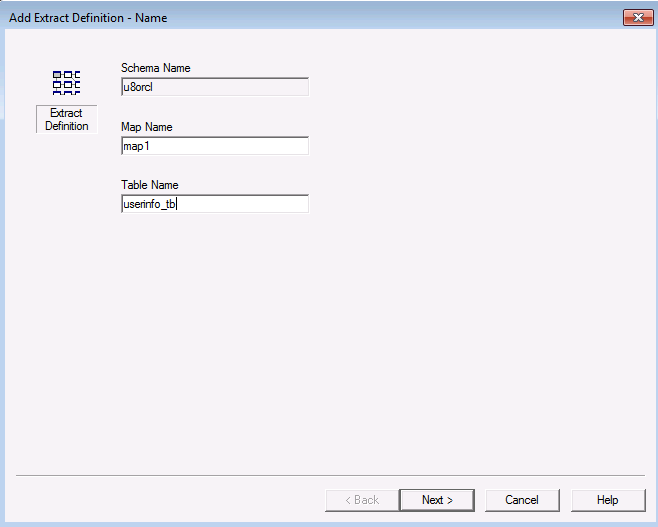 Add Extract Definition - Name
Schema Name
u8orcl
Extract
Definition
Map Name
map1
Table Name
userinfo_tb
< Back
Next >
Cancel
Help